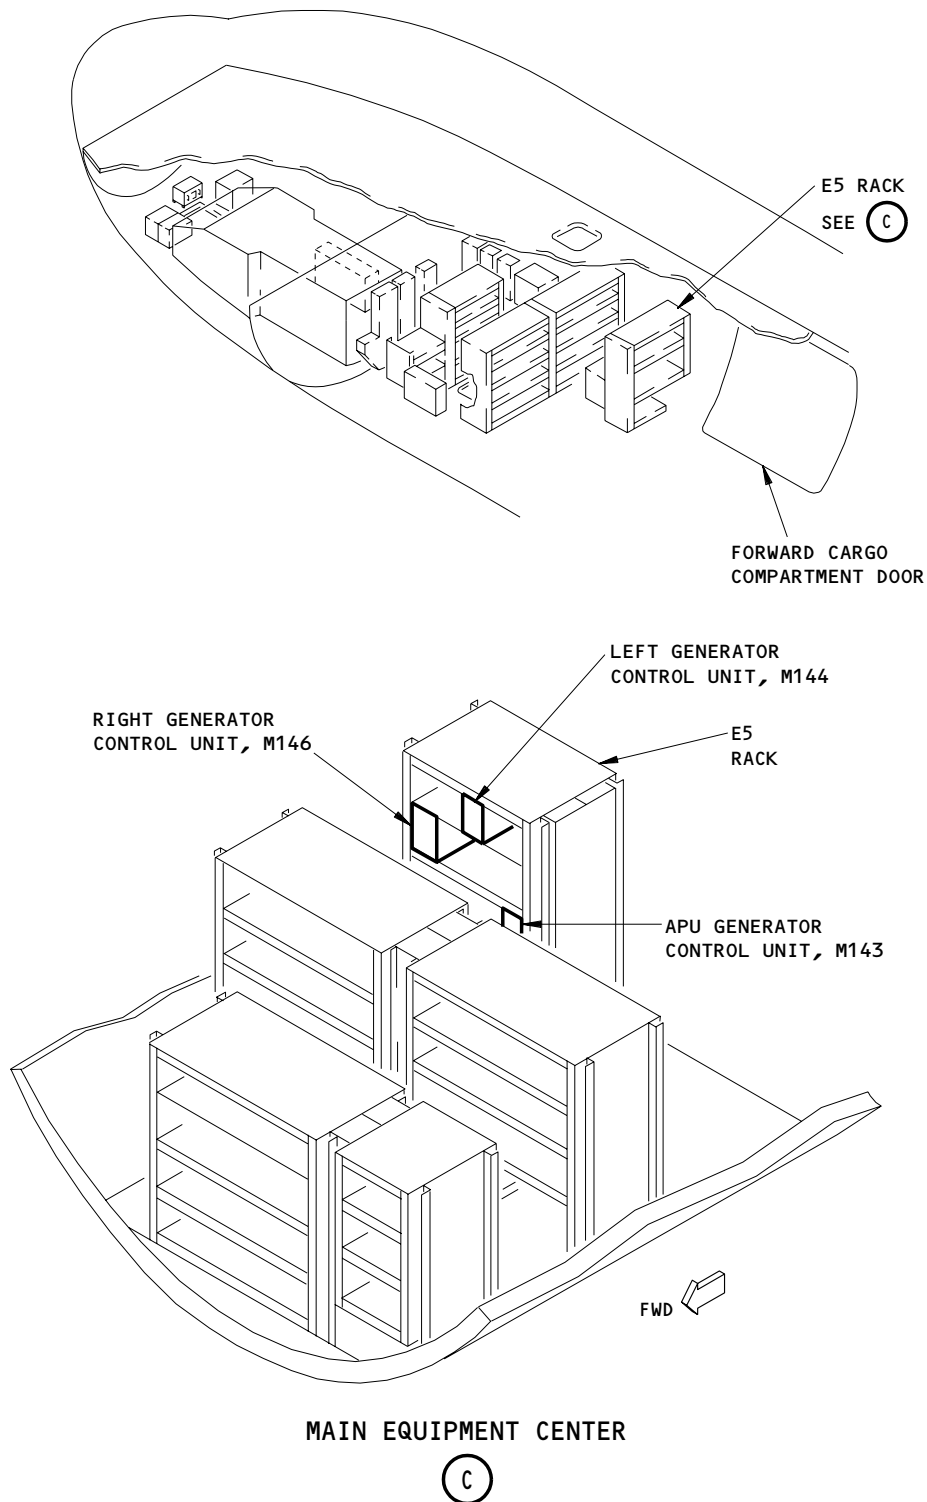 E5 RACK
SEE C
FORWARD CARGO
COMPARTMENT DOOR
LEFT GENERATOR
CONTROL UNIT, M144
RIGHT GENERATOR
CONTROL UNIT, M146
E5
RACK
APU GENERATOR
CONTROL UNIT, M143
FWD
MAIN EQUIPMENT CENTER
C